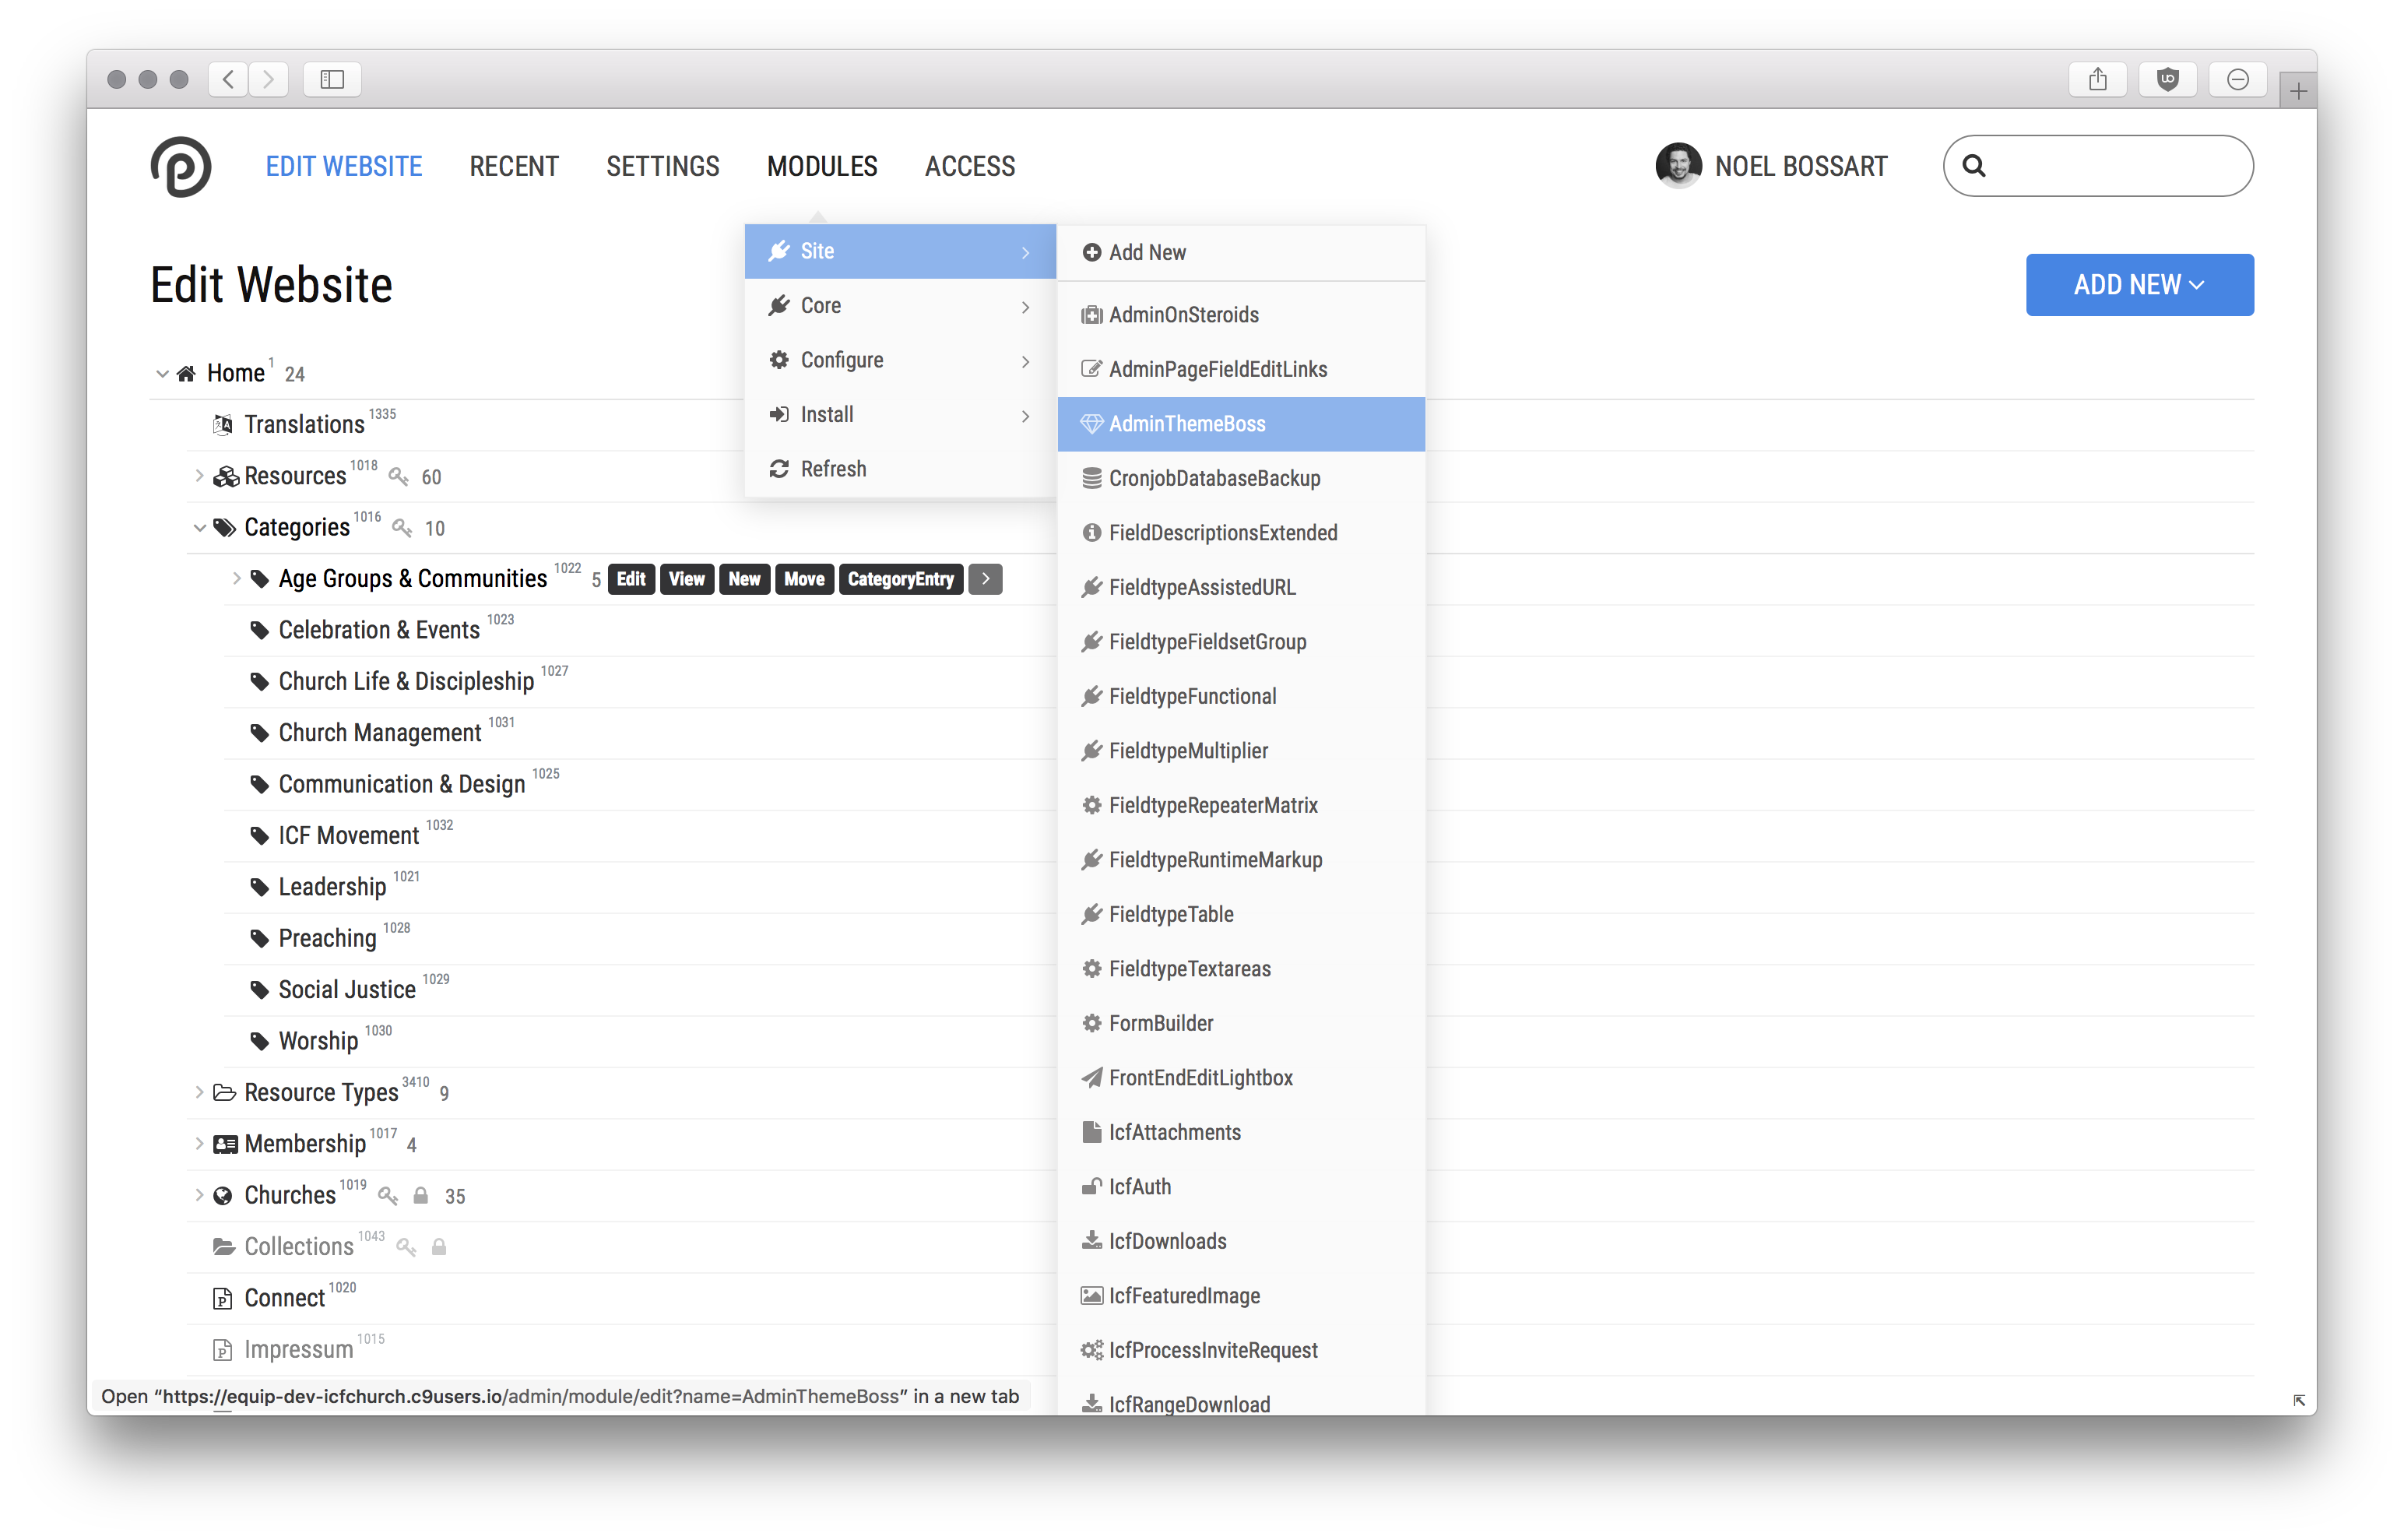 EDIT WEBSITE RECENT SETTINGS MODULES ACCESS NOEL BOSSART
Edit Website
ADD NEW
Site
Core
Configure
Install
Refresh
Add New
AdminOnSteroids
AdminPageFieldEditLinks
AdminThemeBoss
CronjobDatabaseBackup
FieldDescriptionsExtended
FieldtypeAssistedURL
FieldtypeFieldsetGroup
FieldtypeFunctional
FieldtypeMultiplier
FieldtypeRepeaterMatrix
FieldtypeRuntimeMarkup
FieldtypeTable
FieldtypeTextareas
FormBuilder
FrontEndEditLightbox
IcfAttachments
IcfAuth
IcfDownloads
IcfFeaturedImage
IcfProcessInviteRequest
IcfRangeDownload
Home 1 24
Translations 1335
Resources 1018 60
Categories 1016 10
Age Groups & Communities 1022 5 Edit View New Move CategoryEntry
Celebration & Events 1023
Church Life & Discipleship 1027
Church Management 1031
Communication & Design 1025
ICF Movement 1032
Leadership 1021
Preaching 1028
Social Justice 1029
Worship 1030
Resource Types 3410 9
Membership 1017 4
Churches 1019 35
Collections 1043
Connect 1020
Impressum 1015
Open “https://equip-dev-icfchurch.c9users.io/admin/module/edit?name=AdminThemeBoss” in a new tab